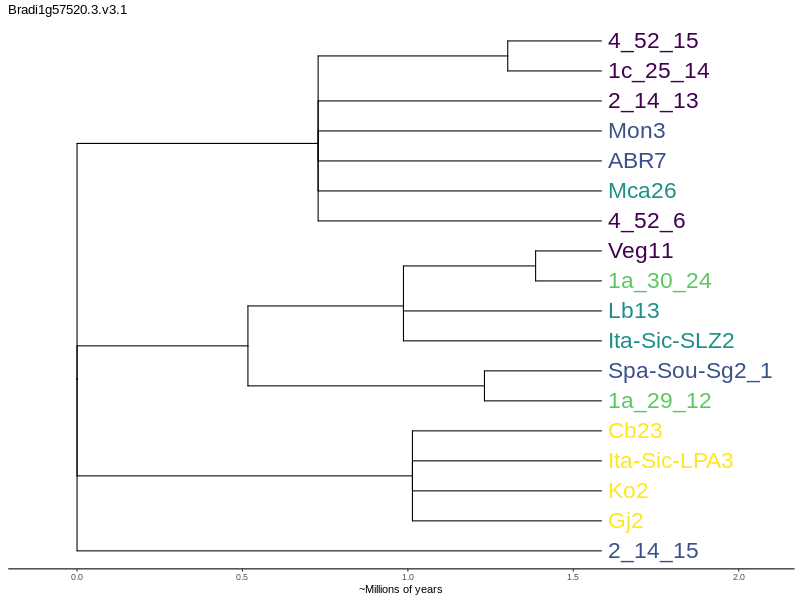 Bradi1g57520.3.v3.1
4_52_15
1c_25_14
2_14_13
Mon3
ABR7
Mca26
4_52_6
Veg11
1a_30_24
Lb13
Ita-Sic-SLZ2
Spa-Sou-Sg2_1
1a_29_12
Cb23
Ita-Sic-LPA3
Ko2
Gj2
2_14_15
0.0 0.5 1.0 1.5 2.0
~Millions of years